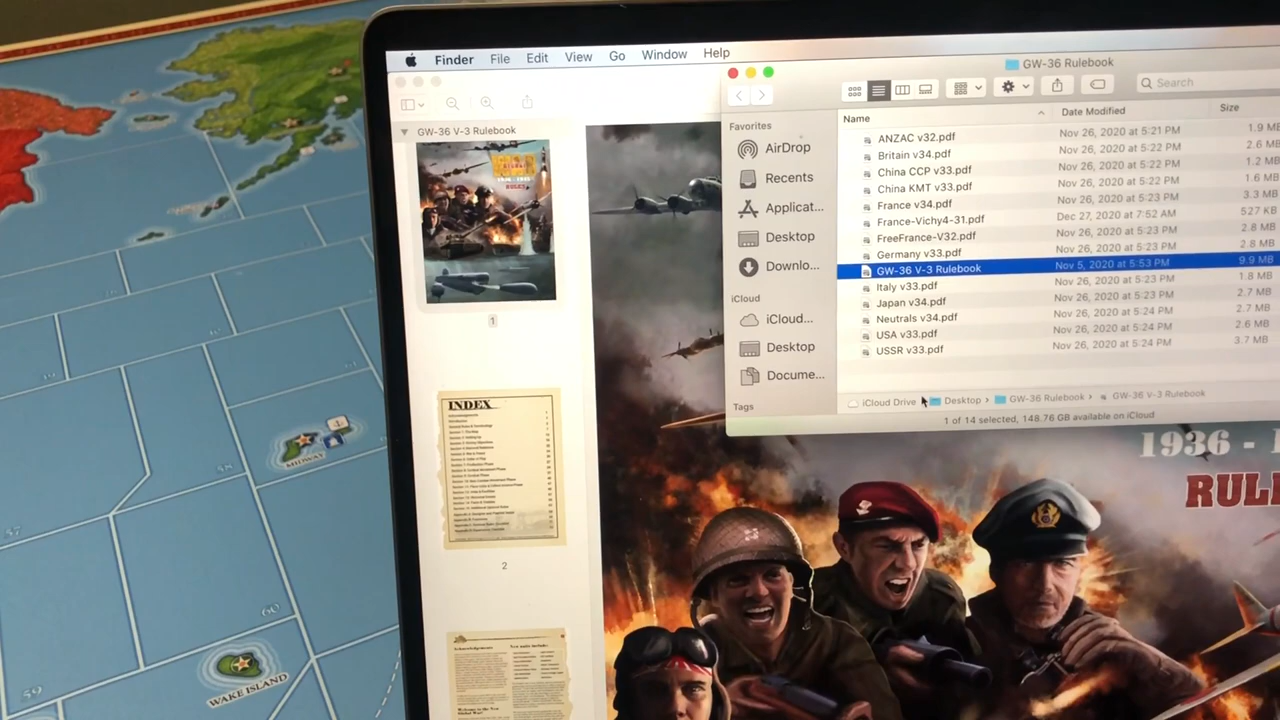 Finder File Edit View Go Window Help
GW-36 Rulebook
Search
GW-36 V-3 Rulebook
1
INDEX
2
Favorites
AirDrop
Recents
Applicat...
Desktop
Downlo...
iCloud
iCloud...
Desktop
Docume...
Tags
Name Date Modified Size
ANZAC v32.pdf Nov 26, 2020 at 5:21 PM 1.9 M
Britain v34.pdf Nov 26, 2020 at 5:22 PM 2.6 M
China CCP v33.pdf Nov 26, 2020 at 5:22 PM 1.2 M
China KMT v33.pdf Nov 26, 2020 at 5:22 PM 1.6 M
France v34.pdf Nov 26, 2020 at 5:23 PM 3.3 M
France-Vichy4-31.pdf Dec 27, 2020 at 7:52 AM 527 KB
FreeFrance-V32.pdf Nov 26, 2020 at 5:23 PM 2.8 MB
Germany v33.pdf Nov 26, 2020 at 5:23 PM 2.8 MB
GW-36 V-3 Rulebook Nov 5, 2020 at 5:53 PM 9.9 MB
Italy v33.pdf Nov 26, 2020 at 5:23 PM 1.8 MB
Japan v34.pdf Nov 26, 2020 at 5:23 PM 2.7 MB
Neutrals v34.pdf Nov 26, 2020 at 5:24 PM 2.7 MB
USA v33.pdf Nov 26, 2020 at 5:24 PM 2.6 MB
USSR v33.pdf Nov 26, 2020 at 5:24 PM 3.7 MB
iCloud Drive Desktop GW-36 Rulebook GW-36 V-3 Rulebook
1 of 14 selected, 148.76 GB available on iCloud
1936 -
RUL
MIDWAY
1
48
57
60
59
WAKE ISLAND